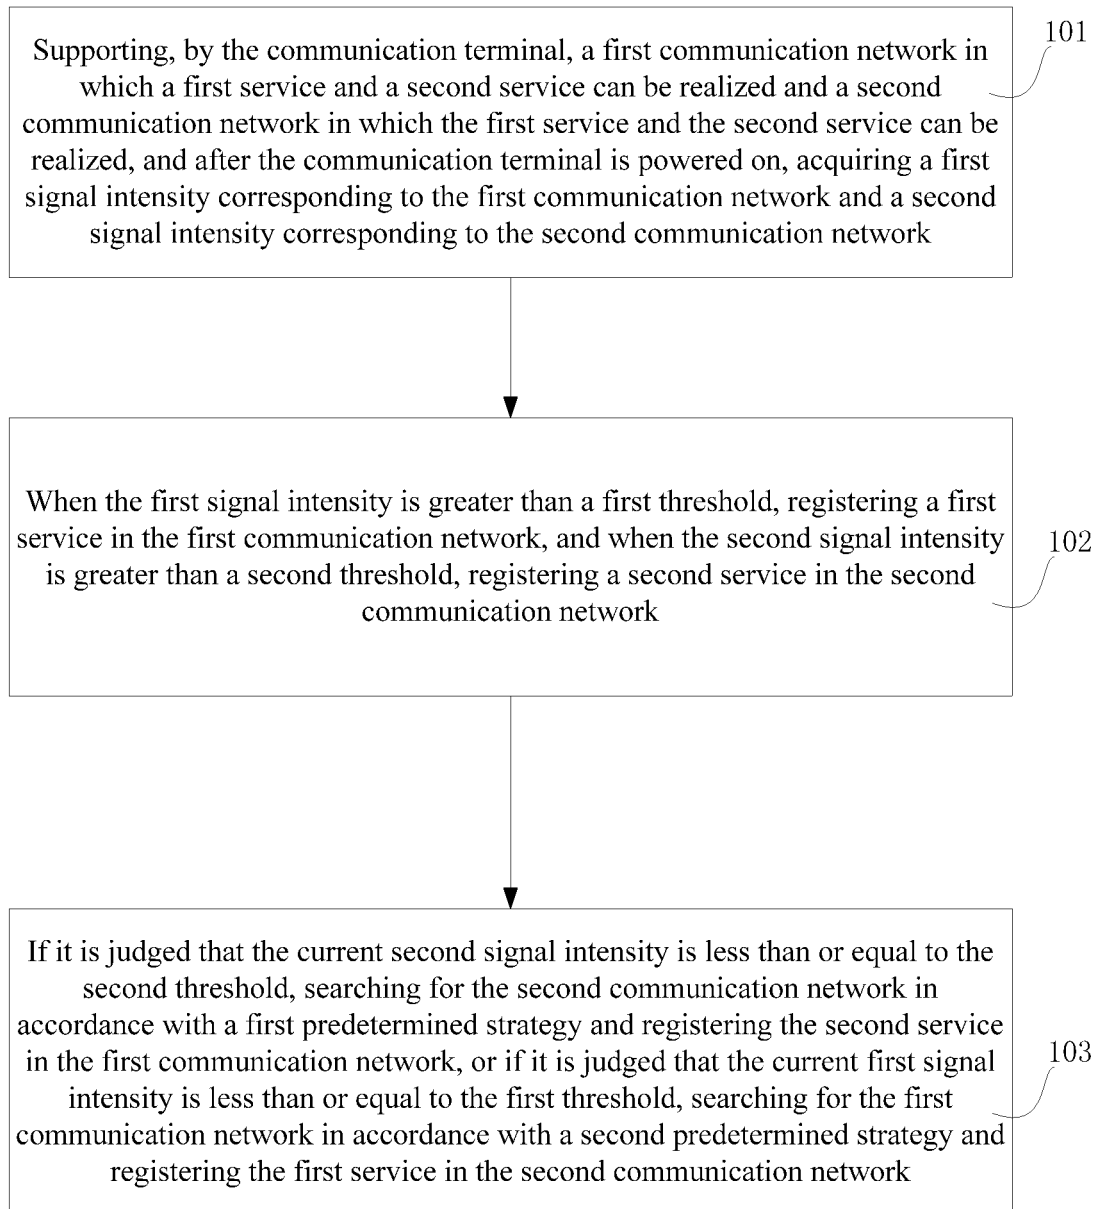 Supporting, by the communication terminal, a first communication network in
which a first service and a second service can be realized and a second
communication network in which the first service and the second service can be
realized, and after the communication terminal is powered on, acquiring a first
signal intensity corresponding to the first communication network and a second
signal intensity corresponding to the second communication network
101
When the first signal intensity is greater than a first threshold, registering a first
service in the first communication network, and when the second signal intensity
is greater than a second threshold, registering a second service in the second
communication network
102
If it is judged that the current second signal intensity is less than or equal to the
second threshold, searching for the second communication network in
accordance with a first predetermined strategy and registering the second service
in the first communication network, or if it is judged that the current first signal
intensity is less than or equal to the first threshold, searching for the first
communication network in accordance with a second predetermined strategy and
registering the first service in the second communication network
103